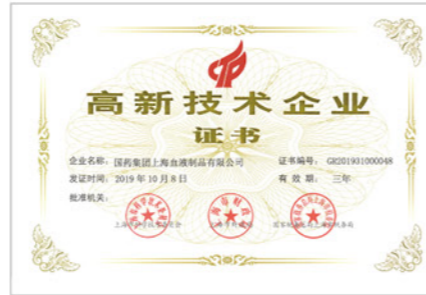 高新技术企业
证书
企业名称：国药集团上海血液制品有限公司 证书编号：GR201931000048
发证时间：2019年10月8日 有效期：三年
批准机关：